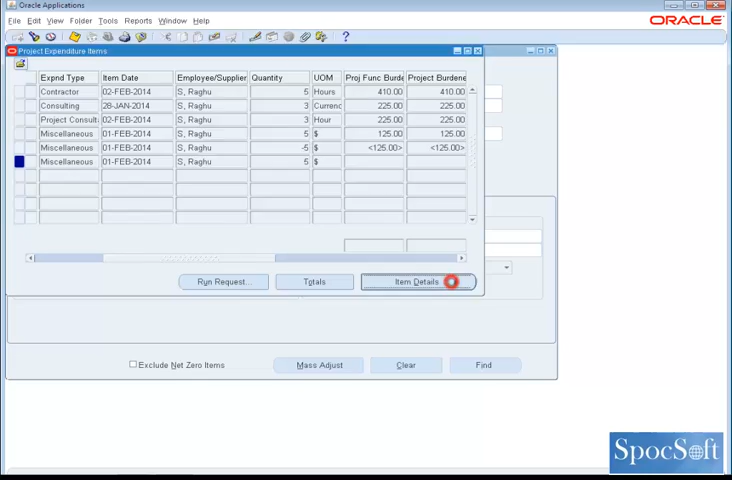 Oracle Applications
File Edit View Folder Tools Reports Window Help
ORACLE
Project Expenditure Items
Expnd Type Item Date Employee/Supplier Quantity UOM Proj Func Burde Project Burdene
Contractor 02-FEB-2014 S, Raghu 5 Hours 410.00 410.00
Consulting 28-JAN-2014 S, Raghu 3 Currenc 225.00 225.00
Project Consulta 02-FEB-2014 S, Raghu 3 Hour 225.00 225.00
Miscellaneous 01-FEB-2014 S, Raghu 5 $ 125.00 125.00
Miscellaneous 01-FEB-2014 S, Raghu -5 $ <125.00> <125.00>
Miscellaneous 01-FEB-2014 S, Raghu 5 $
Run Request... Totals Item Details
Exclude Net Zero Items Mass Adjust Clear Find
SpocSoft